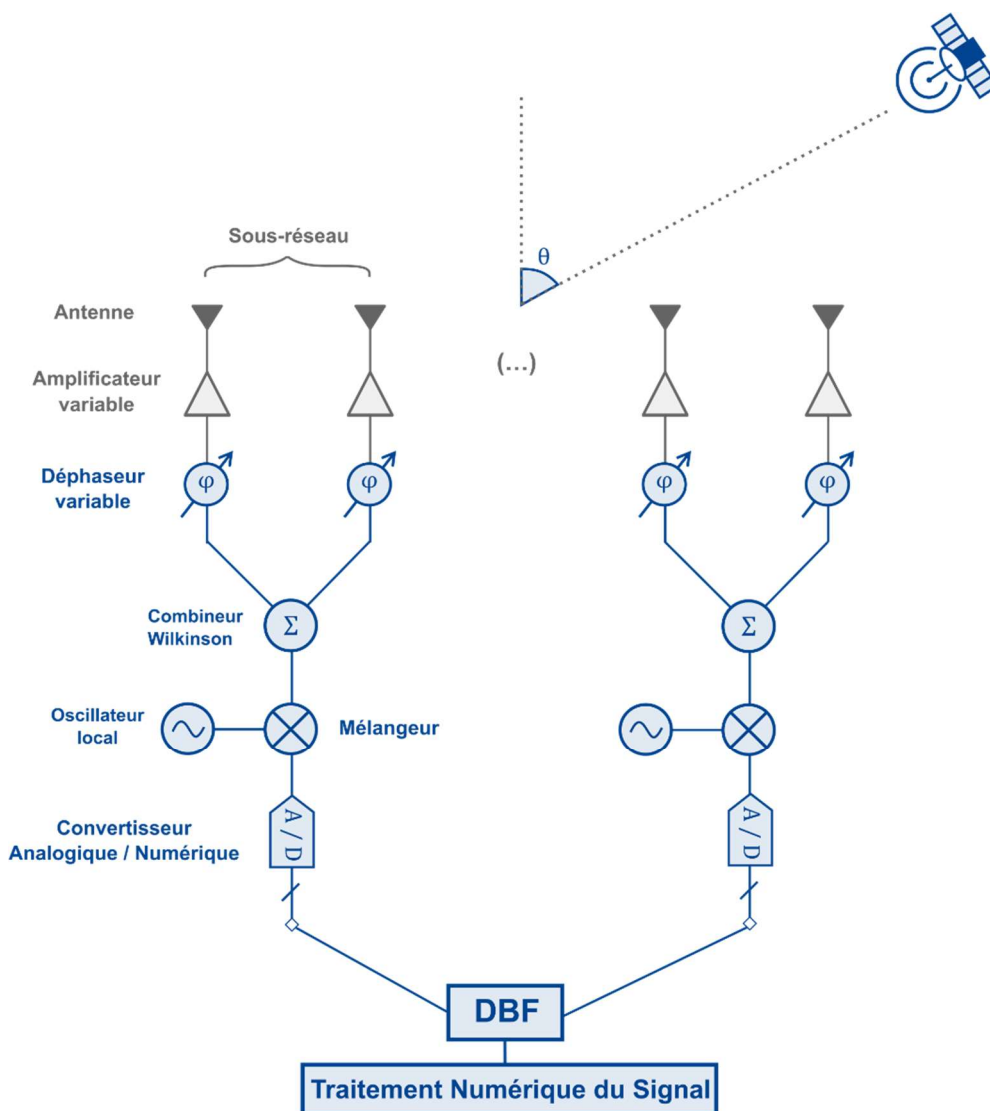 Sous-réseau
θ
Antenne
(...)
Amplificateur
variable
Déphaseur
variable
φ
φ
φ
φ
Combineur
Wilkinson
Σ
Σ
Oscillateur
local
Mélangeur
Convertisseur
Analogique / Numérique
A / D
A / D
DBF
Traitement Numérique du Signal